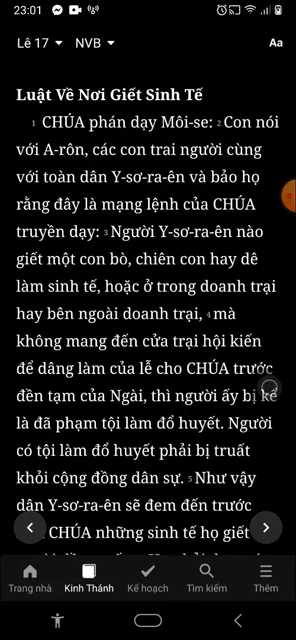 23:01
Lê 17 NVB Aa
Luật Về Nơi Giết Sinh Tế
1 CHÚA phán dạy Môi-se: 2 Con nói
với A-rôn, các con trai người cùng
với toàn dân Y-sơ-ra-ên và bảo họ
rằng đây là mạng lệnh của CHÚA
truyền dạy: 3 Người Y-sơ-ra-ên nào
giết một con bò, chiên con hay dê
làm sinh tế, hoặc ở trong doanh trại
hay bên ngoài doanh trại, 4 mà
không mang đến cửa trại hội kiến
để dâng làm của lễ cho CHÚA trước
đền tạm của Ngài, thì người ấy bị kể
là đã phạm tội làm đổ huyết. Người
có tội làm đổ huyết phải bị truất
khỏi cộng đồng dân sự. 5 Như vậy
dân Y-sơ-ra-ên sẽ đem đến trước
CHÚA những sinh tế họ giết
Trang nhà Kinh Thánh Kế hoạch Tìm kiếm Thêm